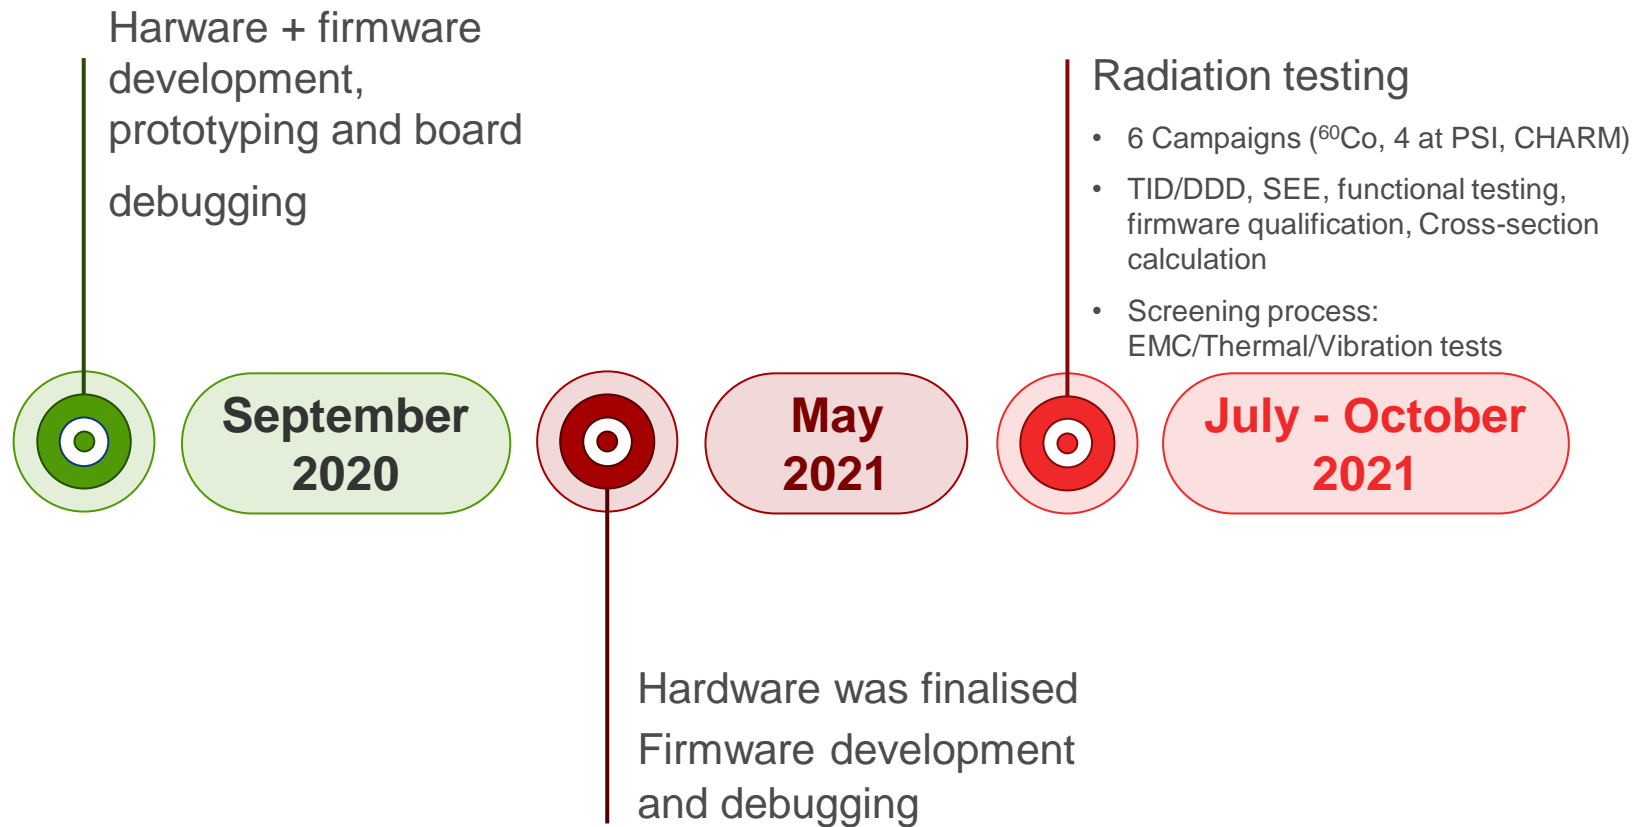 Harware + firmware
development,
prototyping and board
debugging
September
2020
Hardware was finalised
Firmware development
and debugging
May
2021
Radiation testing
• 6 Campaigns (⁶⁰Co, 4 at PSI, CHARM)
• TID/DDD, SEE, functional testing,
firmware qualification, Cross-section
calculation
• Screening process:
EMC/Thermal/Vibration tests
July - October
2021